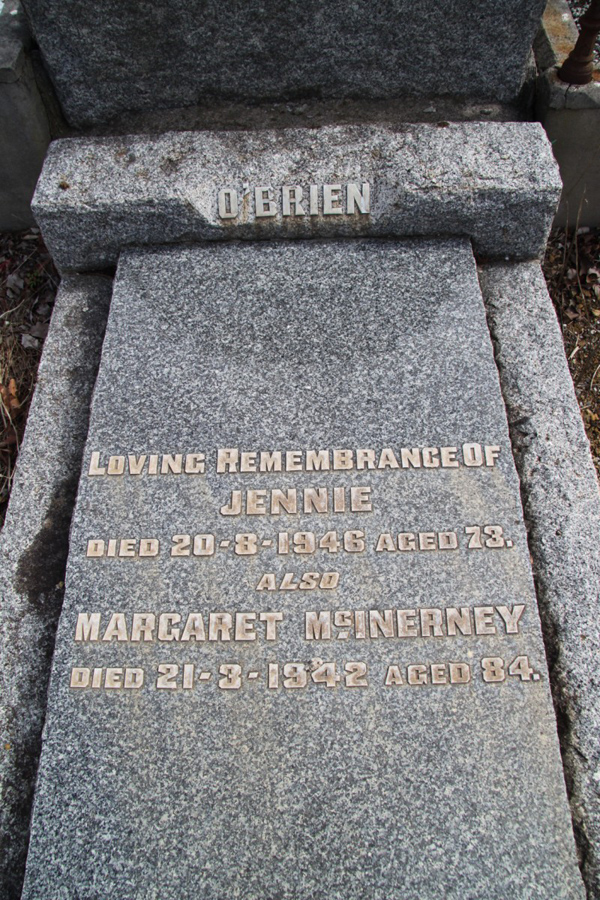 O'BRIEN
LOVING REMEMBRANCE OF
JENNIE
DIED 20-8-1946 AGED 73.
ALSO
MARGARET McINERNEY
DIED 21-3-1942 AGED 84.